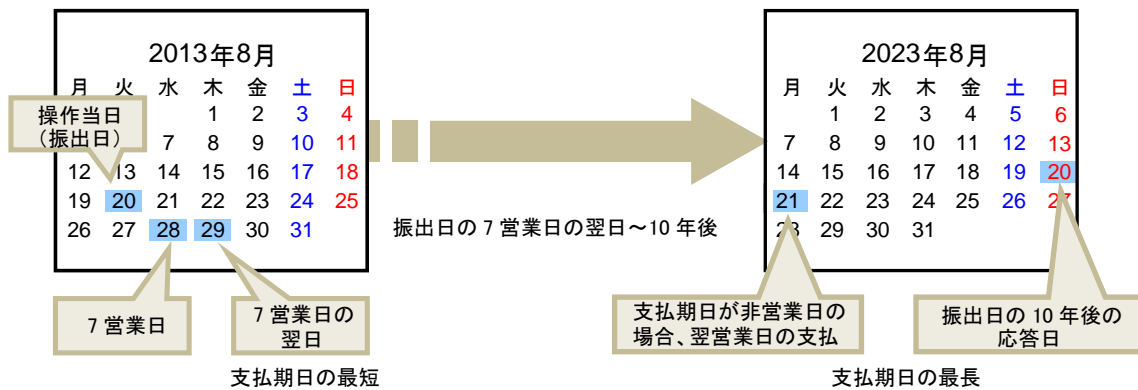 2013年8月
月 火 水 木 金 土 日
1 2 3 4
7 8 9 10 11
12 13 14 15 16 17 18
19 20 21 22 23 24 25
26 27 28 29 30 31
操作当日
(振出日)
7 営業日
7 営業日の
翌日
支払期日の最短
振出日の 7 営業日の翌日～10 年後
2023年8月
月 火 水 木 金 土 日
1 2 3 4 5 6
7 8 9 10 11 12 13
14 15 16 17 18 19 20
21 22 23 24 25 26 27
28 29 30 31
支払期日が非営業日の
場合、翌営業日の支払
振出日の 10 年後の
応答日
支払期日の最長